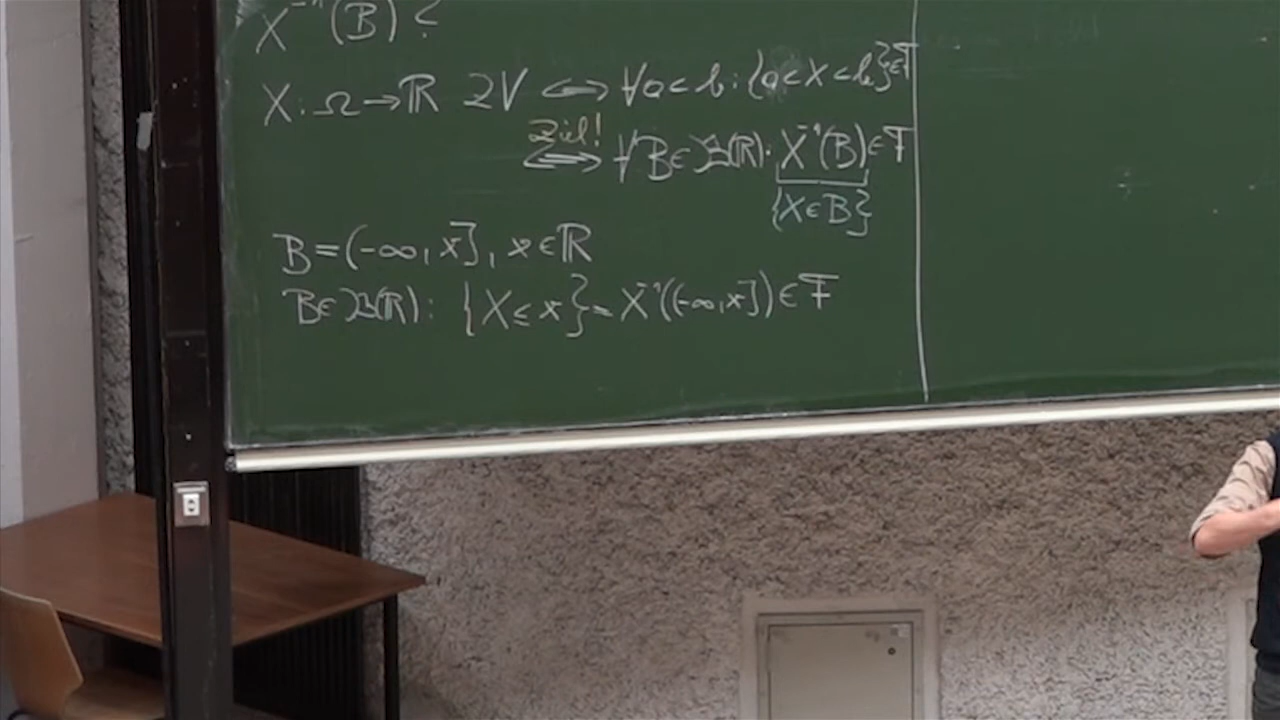 X⁻¹(B)?
X: Ω → ℝ ZV ⟺ ∀a<b: {a<X<b}∈𝓕
Ziel!
⟺ ∀B∈𝓑(ℝ): X⁻¹(B)∈𝓕
{X∈B}
B=(-∞,x], x∈ℝ
B∈𝓑(ℝ): {X≤x}=X⁻¹((-∞,x])∈𝓕